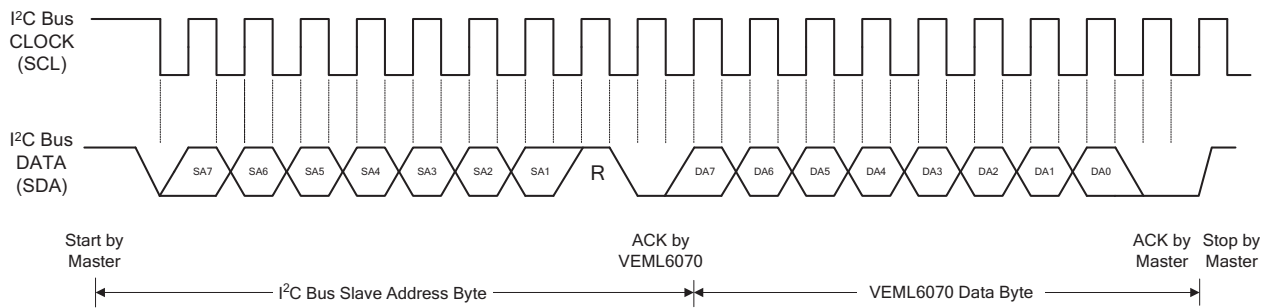 I²C Bus
CLOCK
(SCL)
I²C Bus
DATA
(SDA)
SA7 SA6 SA5 SA4 SA3 SA2 SA1 R DA7 DA6 DA5 DA4 DA3 DA2 DA1 DA0
Start by
Master
ACK by
VEML6070
ACK by
Master
Stop by
Master
I²C Bus Slave Address Byte
VEML6070 Data Byte